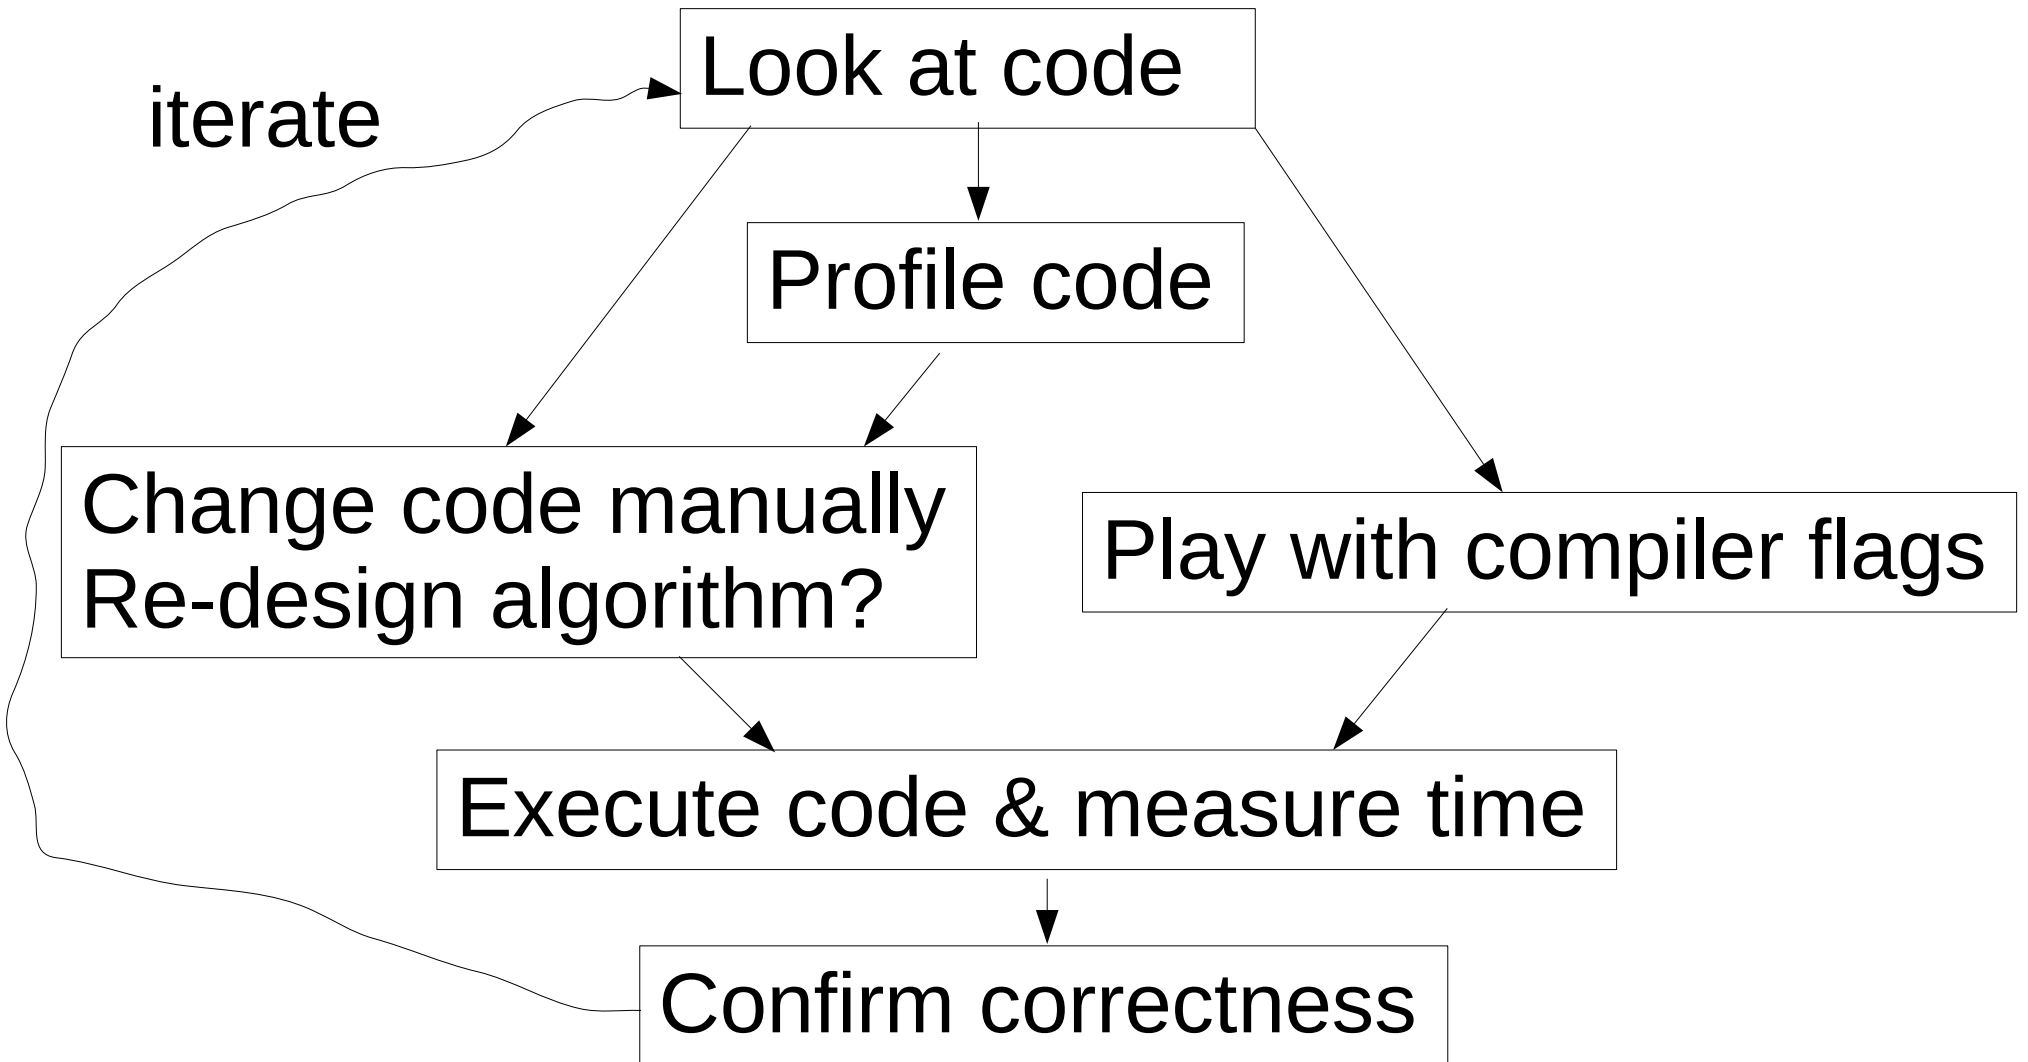 Look at code
iterate
Profile code
Change code manually
Re-design algorithm?
Play with compiler flags
Execute code & measure time
Confirm correctness